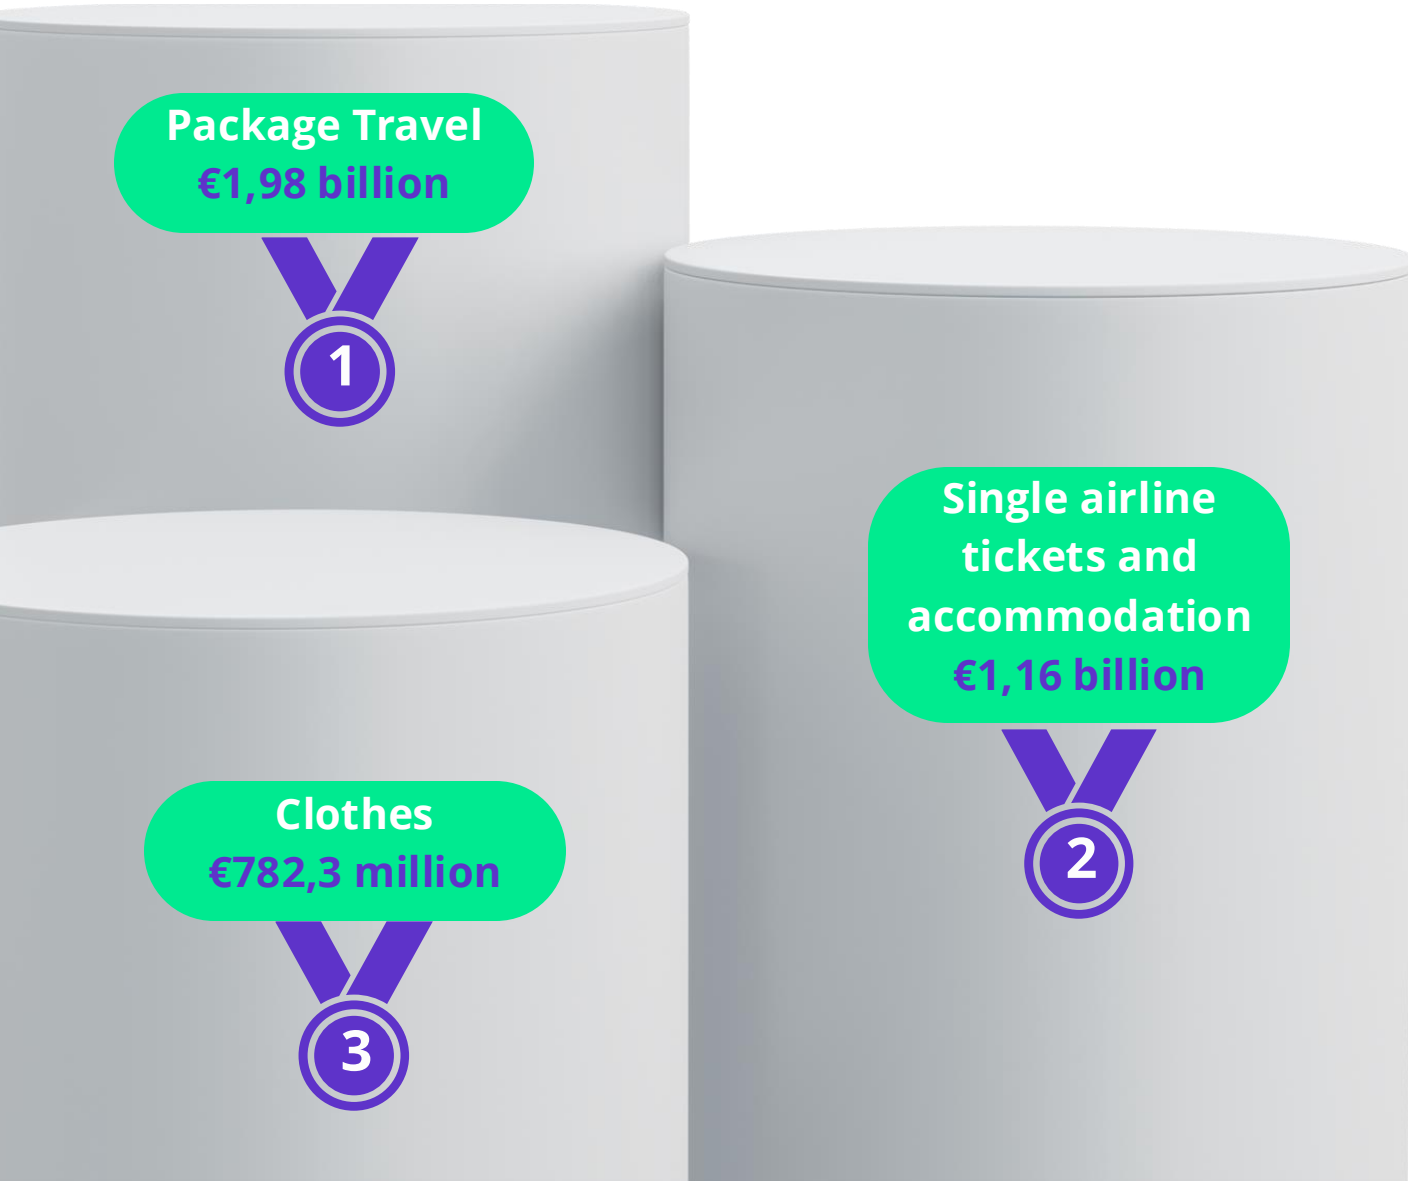 Package Travel
€1,98 billion
1
Single airline
tickets and
accommodation
€1,16 billion
2
Clothes
€782,3 million
3